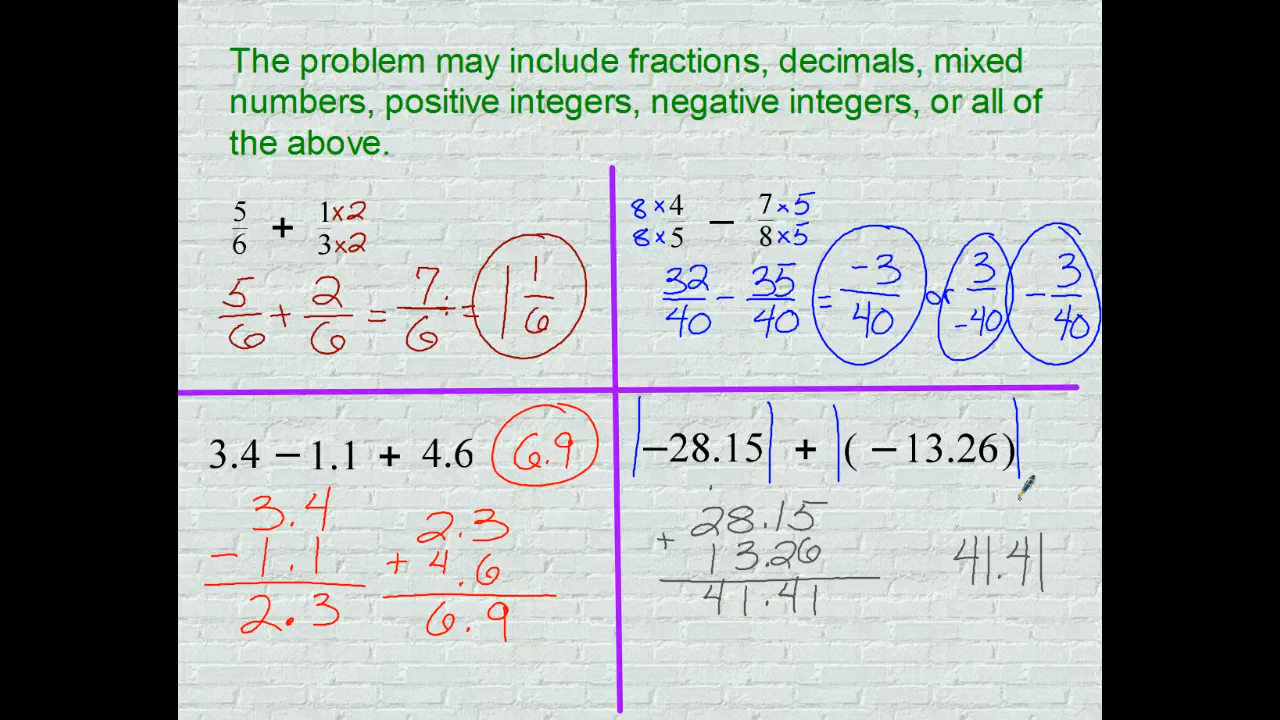 The problem may include fractions, decimals, mixed
numbers, positive integers, negative integers, or all of
the above.
5/6 + 1×2/3×2
5/6 + 2/6 = 7/6 = 1 1/6
8×4/8×5 − 7×5/8×5
32/40 − 35/40 = −3/40 or 3/−40 − 3/40
3.4 − 1.1 + 4.6 6.9
3.4
− 1.1
2.3
2.3
+ 4.6
6.9
|−28.15| + |(−13.26)|
28.15
+ 13.26
41.41
41.41